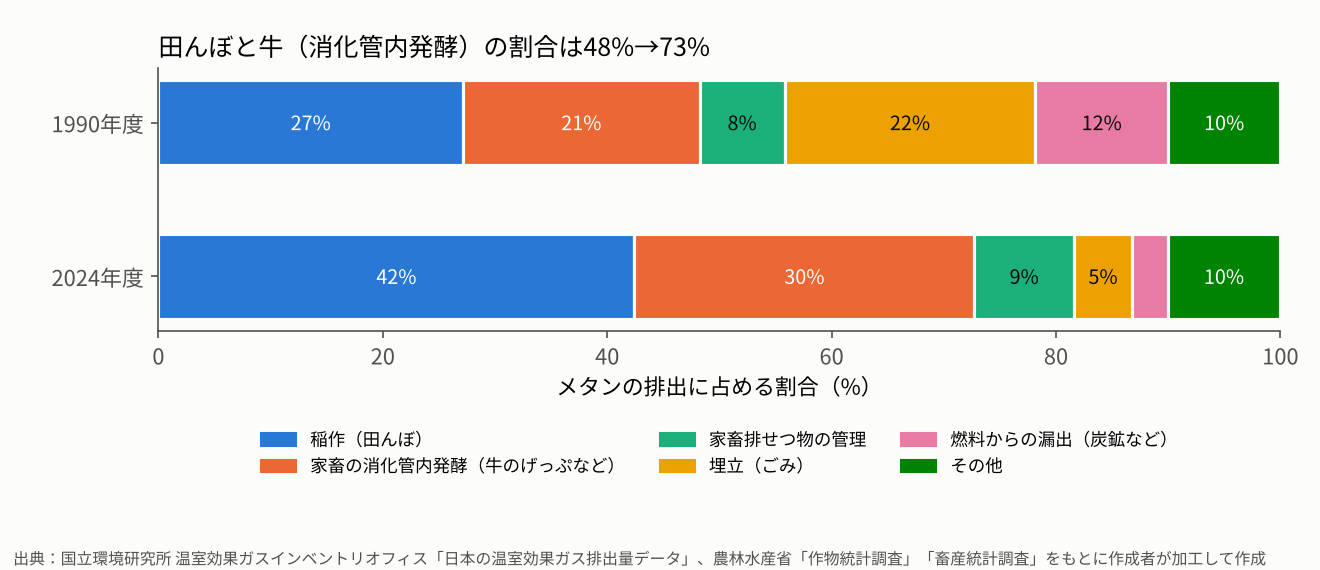 田んぼと牛（消化管内発酵）の割合は48%→73%
1990年度
27%
21%
8%
22%
12%
10%
2024年度
42%
30%
9%
5%
10%
0
20
40
60
80
100
メタンの排出に占める割合（%）
稲作（田んぼ）
家畜の消化管内発酵（牛のげっぷなど）
家畜排せつ物の管理
埋立（ごみ）
燃料からの漏出（炭鉱など）
その他
出典：国立環境研究所 温室効果ガスインベントリオフィス「日本の温室効果ガス排出量データ」、農林水産省「作物統計調査」「畜産統計調査」をもとに作成者が加工して作成